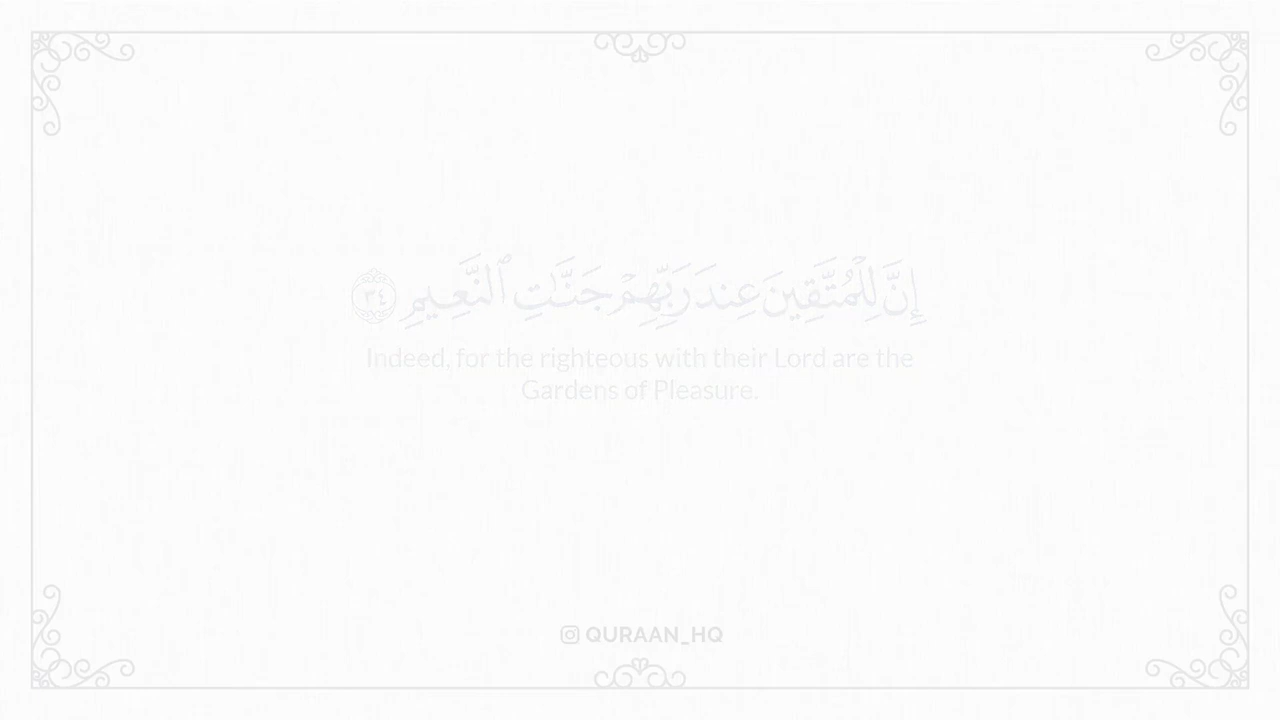 إِنَّ لِلْمُتَّقِينَ عِندَ رَبِّهِمْ جَنَّـٰتِ ٱلنَّعِيمِ ٣٤
Indeed, for the righteous with their Lord are the
Gardens of Pleasure.
QURAAN_HQ